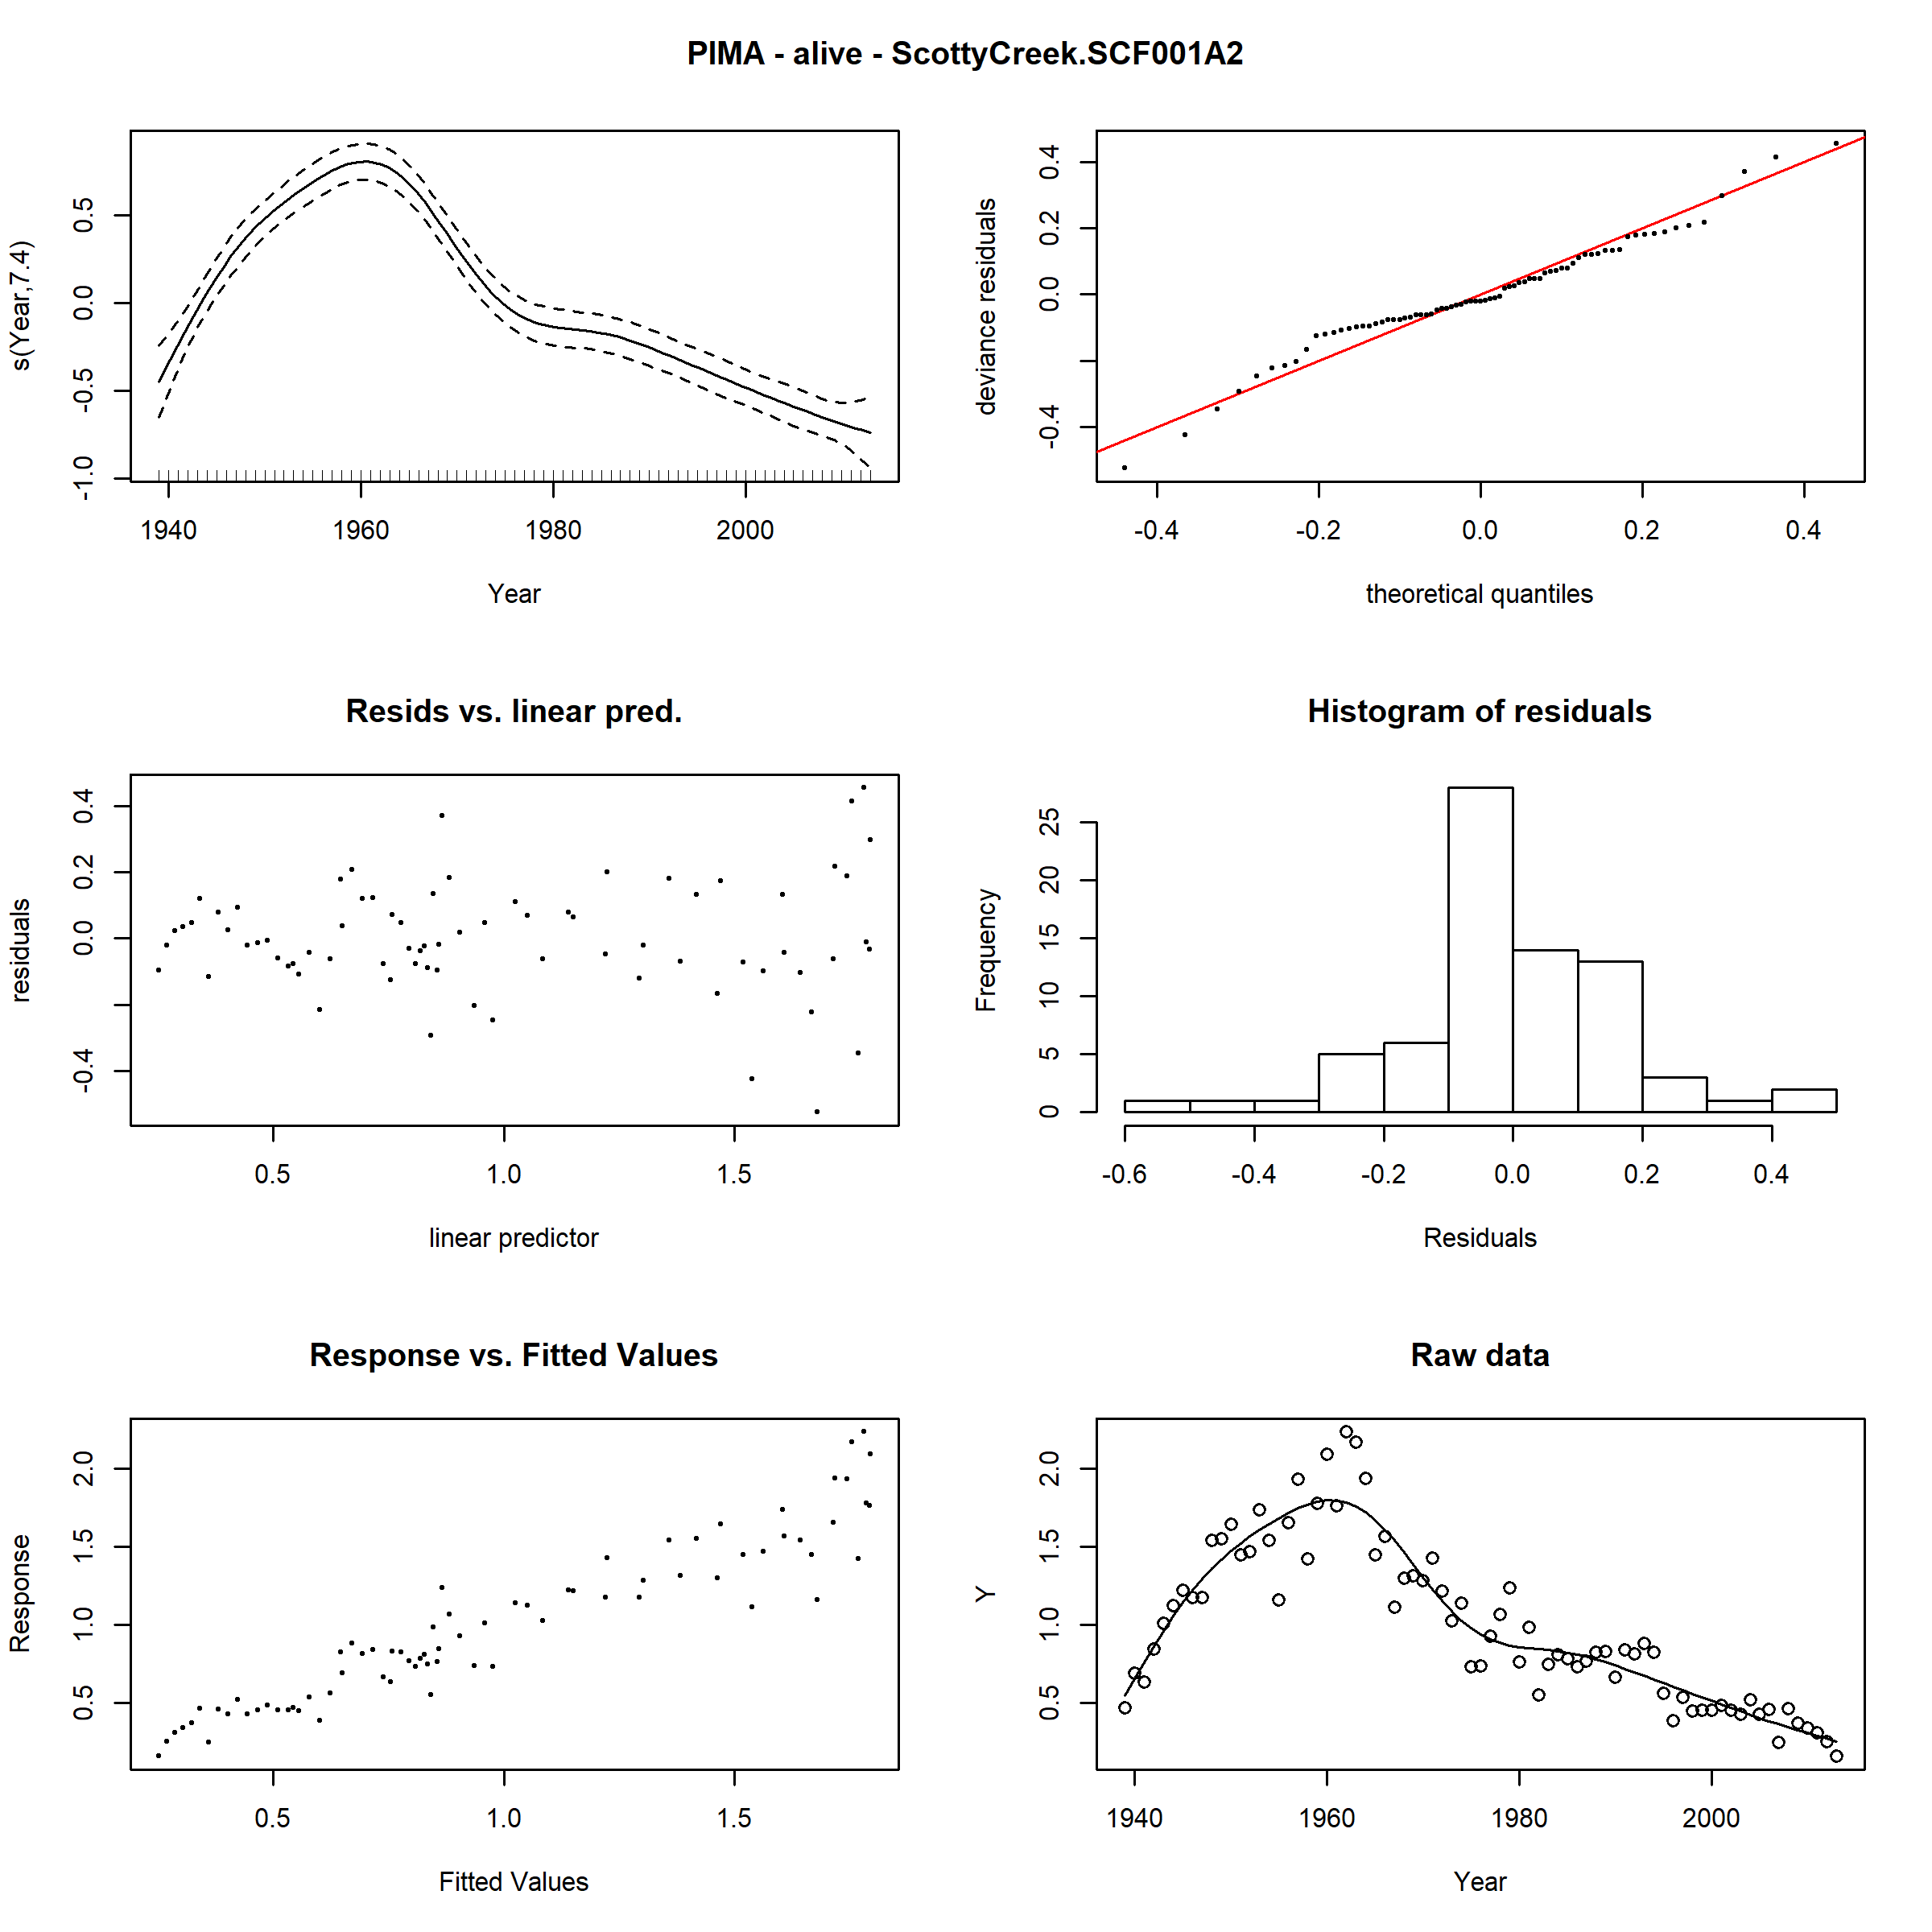 PIMA - alive - ScottyCreek.SCF001A2
s(Year,7.4)
-1.0 -0.5 0.0 0.5
1940 1960 1980 2000
Year
deviance residuals
-0.4 0.0 0.2 0.4
-0.4 -0.2 0.0 0.2 0.4
theoretical quantiles
Resids vs. linear pred.
residuals
-0.4 0.0 0.2 0.4
0.5 1.0 1.5
linear predictor
Histogram of residuals
Frequency
0 5 10 15 20 25
-0.6 -0.4 -0.2 0.0 0.2 0.4
Residuals
Response vs. Fitted Values
Response
0.5 1.0 1.5 2.0
0.5 1.0 1.5
Fitted Values
Raw data
Y
0.5 1.0 1.5 2.0
1940 1960 1980 2000
Year